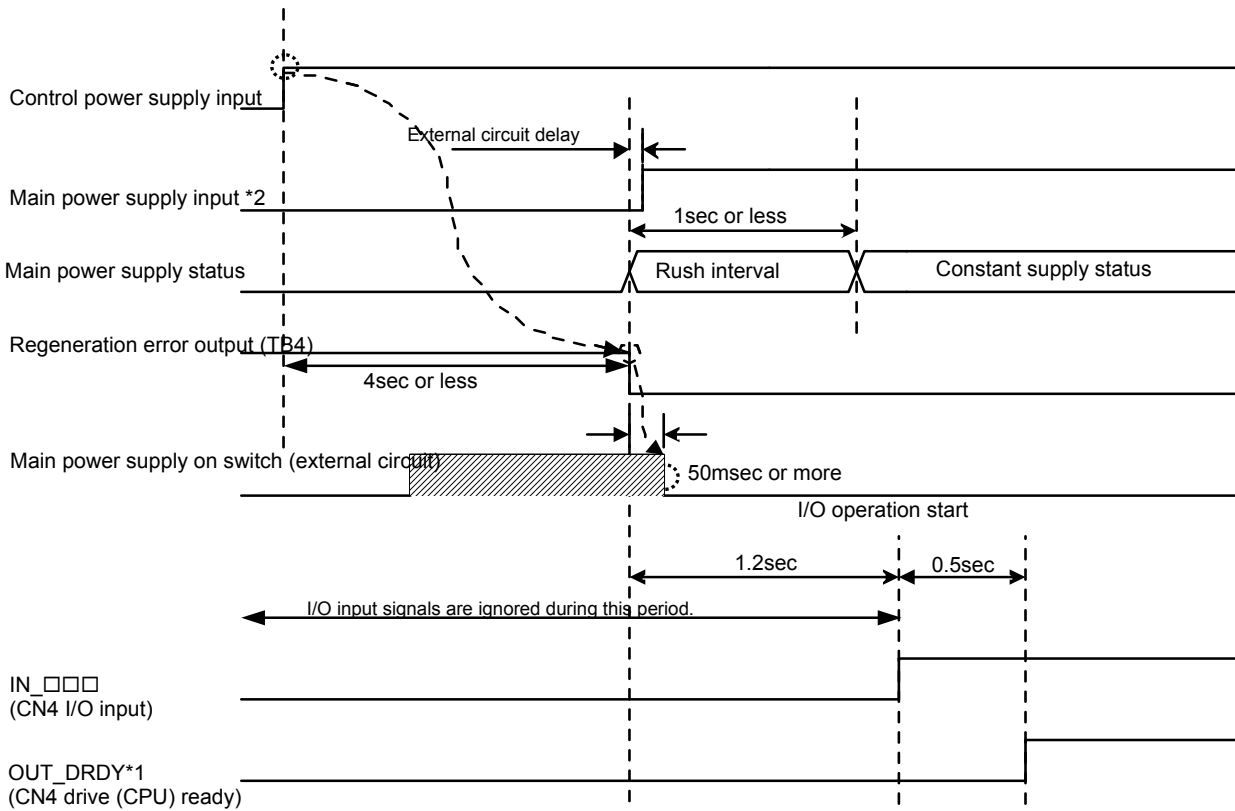 Control power supply input
External circuit delay
Main power supply input *2
1sec or less
Main power supply status
Rush interval
Constant supply status
Regeneration error output (TB4)
4sec or less
Main power supply on switch (external circuit)
50msec or more
I/O operation start
1.2sec
0.5sec
I/O input signals are ignored during this period.
IN_□□□
(CN4 I/O input)
OUT_DRDY*1
(CN4 drive (CPU) ready)